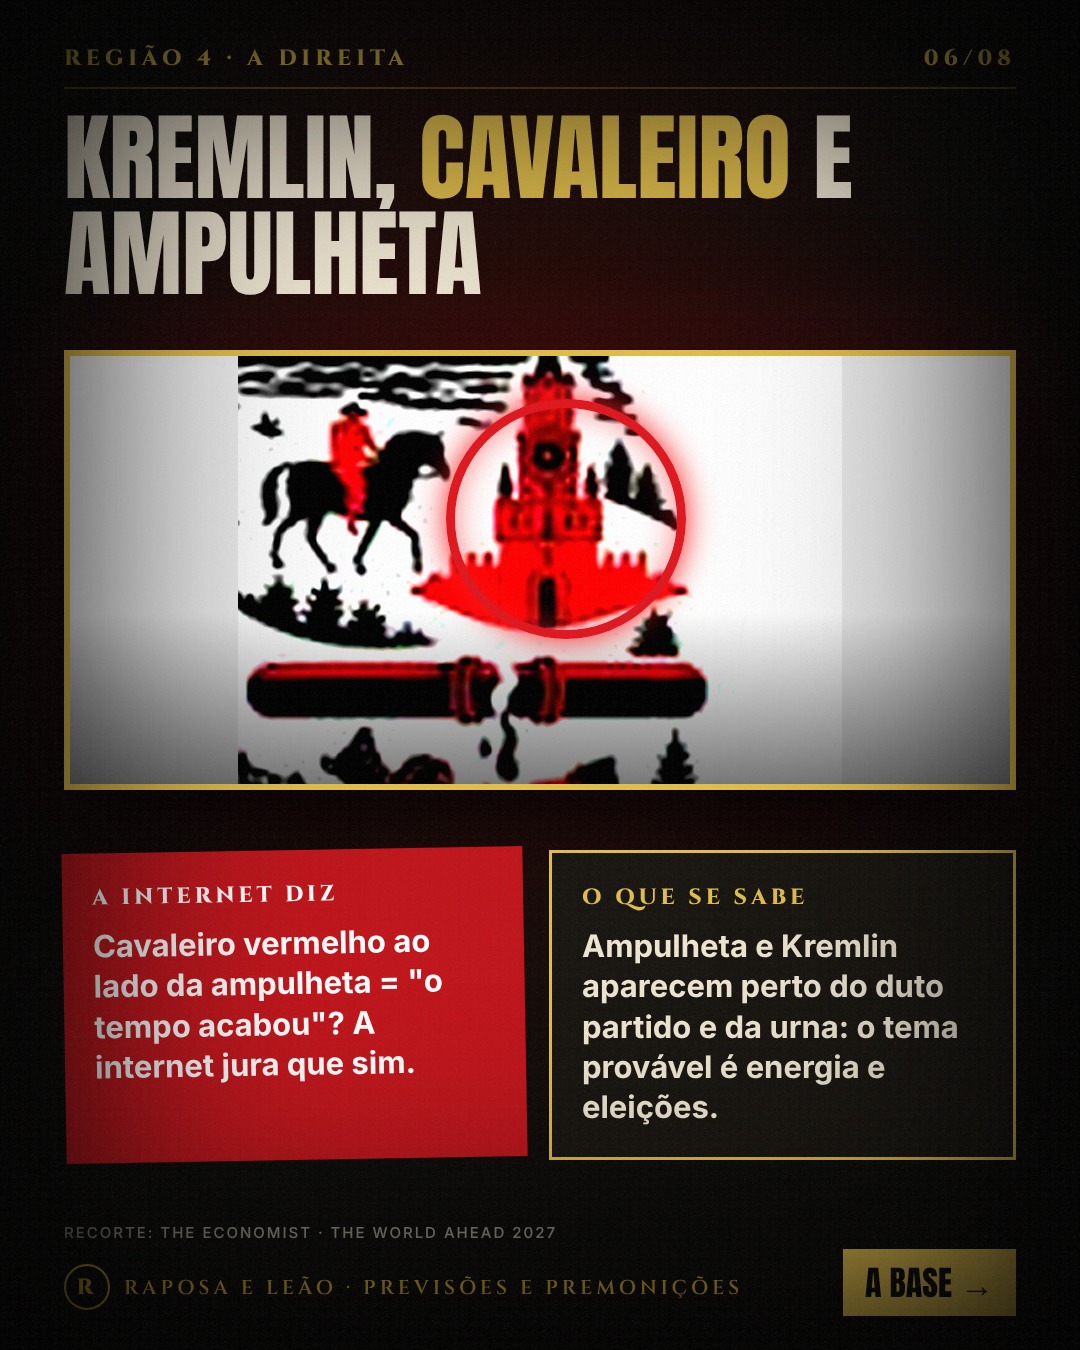 REGIÃO 4 · A DIREITA
06/08
KREMLIN, CAVALEIRO E
AMPULHETA
A INTERNET DIZ
Cavaleiro vermelho ao
lado da ampulheta = "o
tempo acabou"? A
internet jura que sim.
O QUE SE SABE
Ampulheta e Kremlin
aparecem perto do duto
partido e da urna: o tema
provável é energia e
eleições.
RECORTE: THE ECONOMIST · THE WORLD AHEAD 2027
R RAPOSA E LEÃO · PREVISÕES E PREMONIÇÕES
A BASE →